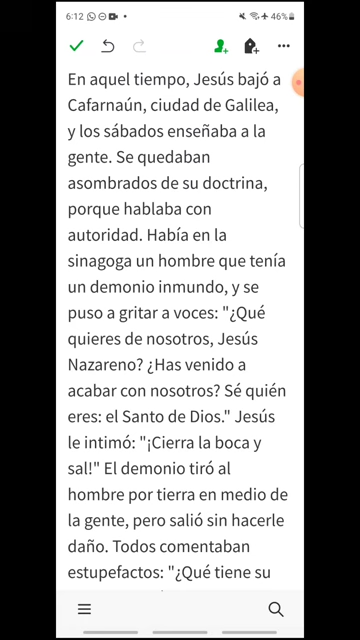 6:12
46%
En aquel tiempo, Jesús bajó a
Cafarnaún, ciudad de Galilea,
y los sábados enseñaba a la
gente. Se quedaban
asombrados de su doctrina,
porque hablaba con
autoridad. Había en la
sinagoga un hombre que tenía
un demonio inmundo, y se
puso a gritar a voces: "¿Qué
quieres de nosotros, Jesús
Nazareno? ¿Has venido a
acabar con nosotros? Sé quién
eres: el Santo de Dios." Jesús
le intimó: "¡Cierra la boca y
sal!" El demonio tiró al
hombre por tierra en medio de
la gente, pero salió sin hacerle
daño. Todos comentaban
estupefactos: "¿Qué tiene su